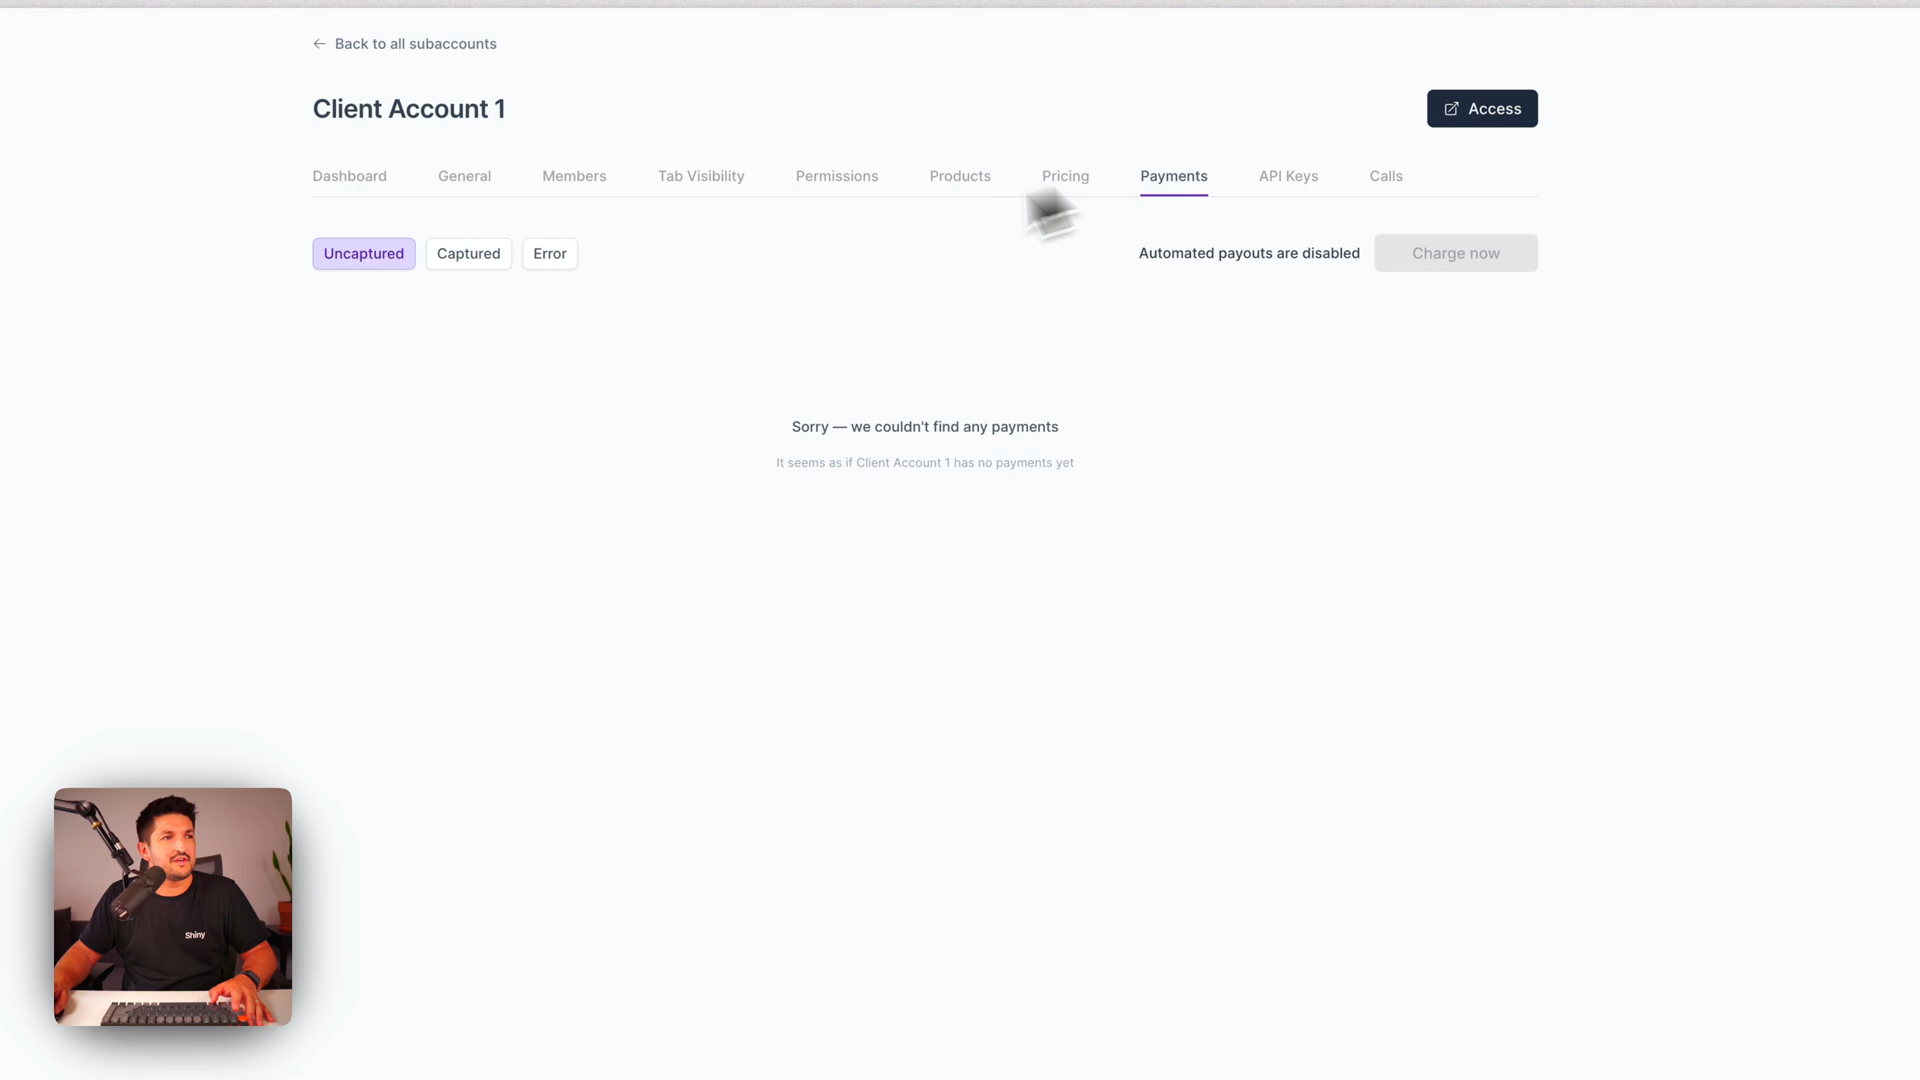 Back to all subaccounts
Client Account 1
Access
Dashboard General Members Tab Visibility Permissions Products Pricing Payments API Keys Calls
Uncaptured Captured Error Automated payouts are disabled Charge now
Sorry — we couldn't find any payments
It seems as if Client Account 1 has no payments yet
Shiny